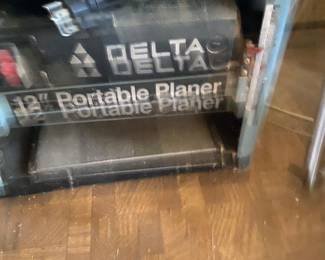 DELTA
12" Portable Planer